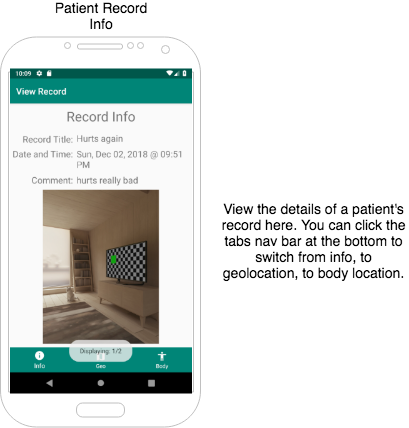 Patient Record
Info
10:09
View Record
Record Info
Record Title: Hurts again
Date and Time: Sun, Dec 02, 2018 @ 09:51
PM
Comment: hurts really bad
Displaying: 1/2
Info
Geo
Body
View the details of a patient's
record here. You can click the
tabs nav bar at the bottom to
switch from info, to
geolocation, to body location.